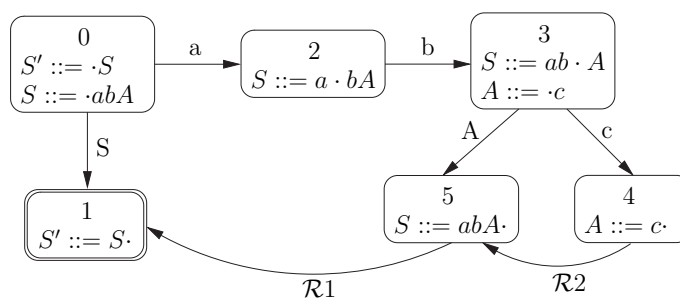 0
S′ ::= ·S
S ::= ·abA
a
2
S ::= a · bA
b
3
S ::= ab · A
A ::= ·c
S
A
c
1
S′ ::= S·
5
S ::= abA·
4
A ::= c·
R1
R2